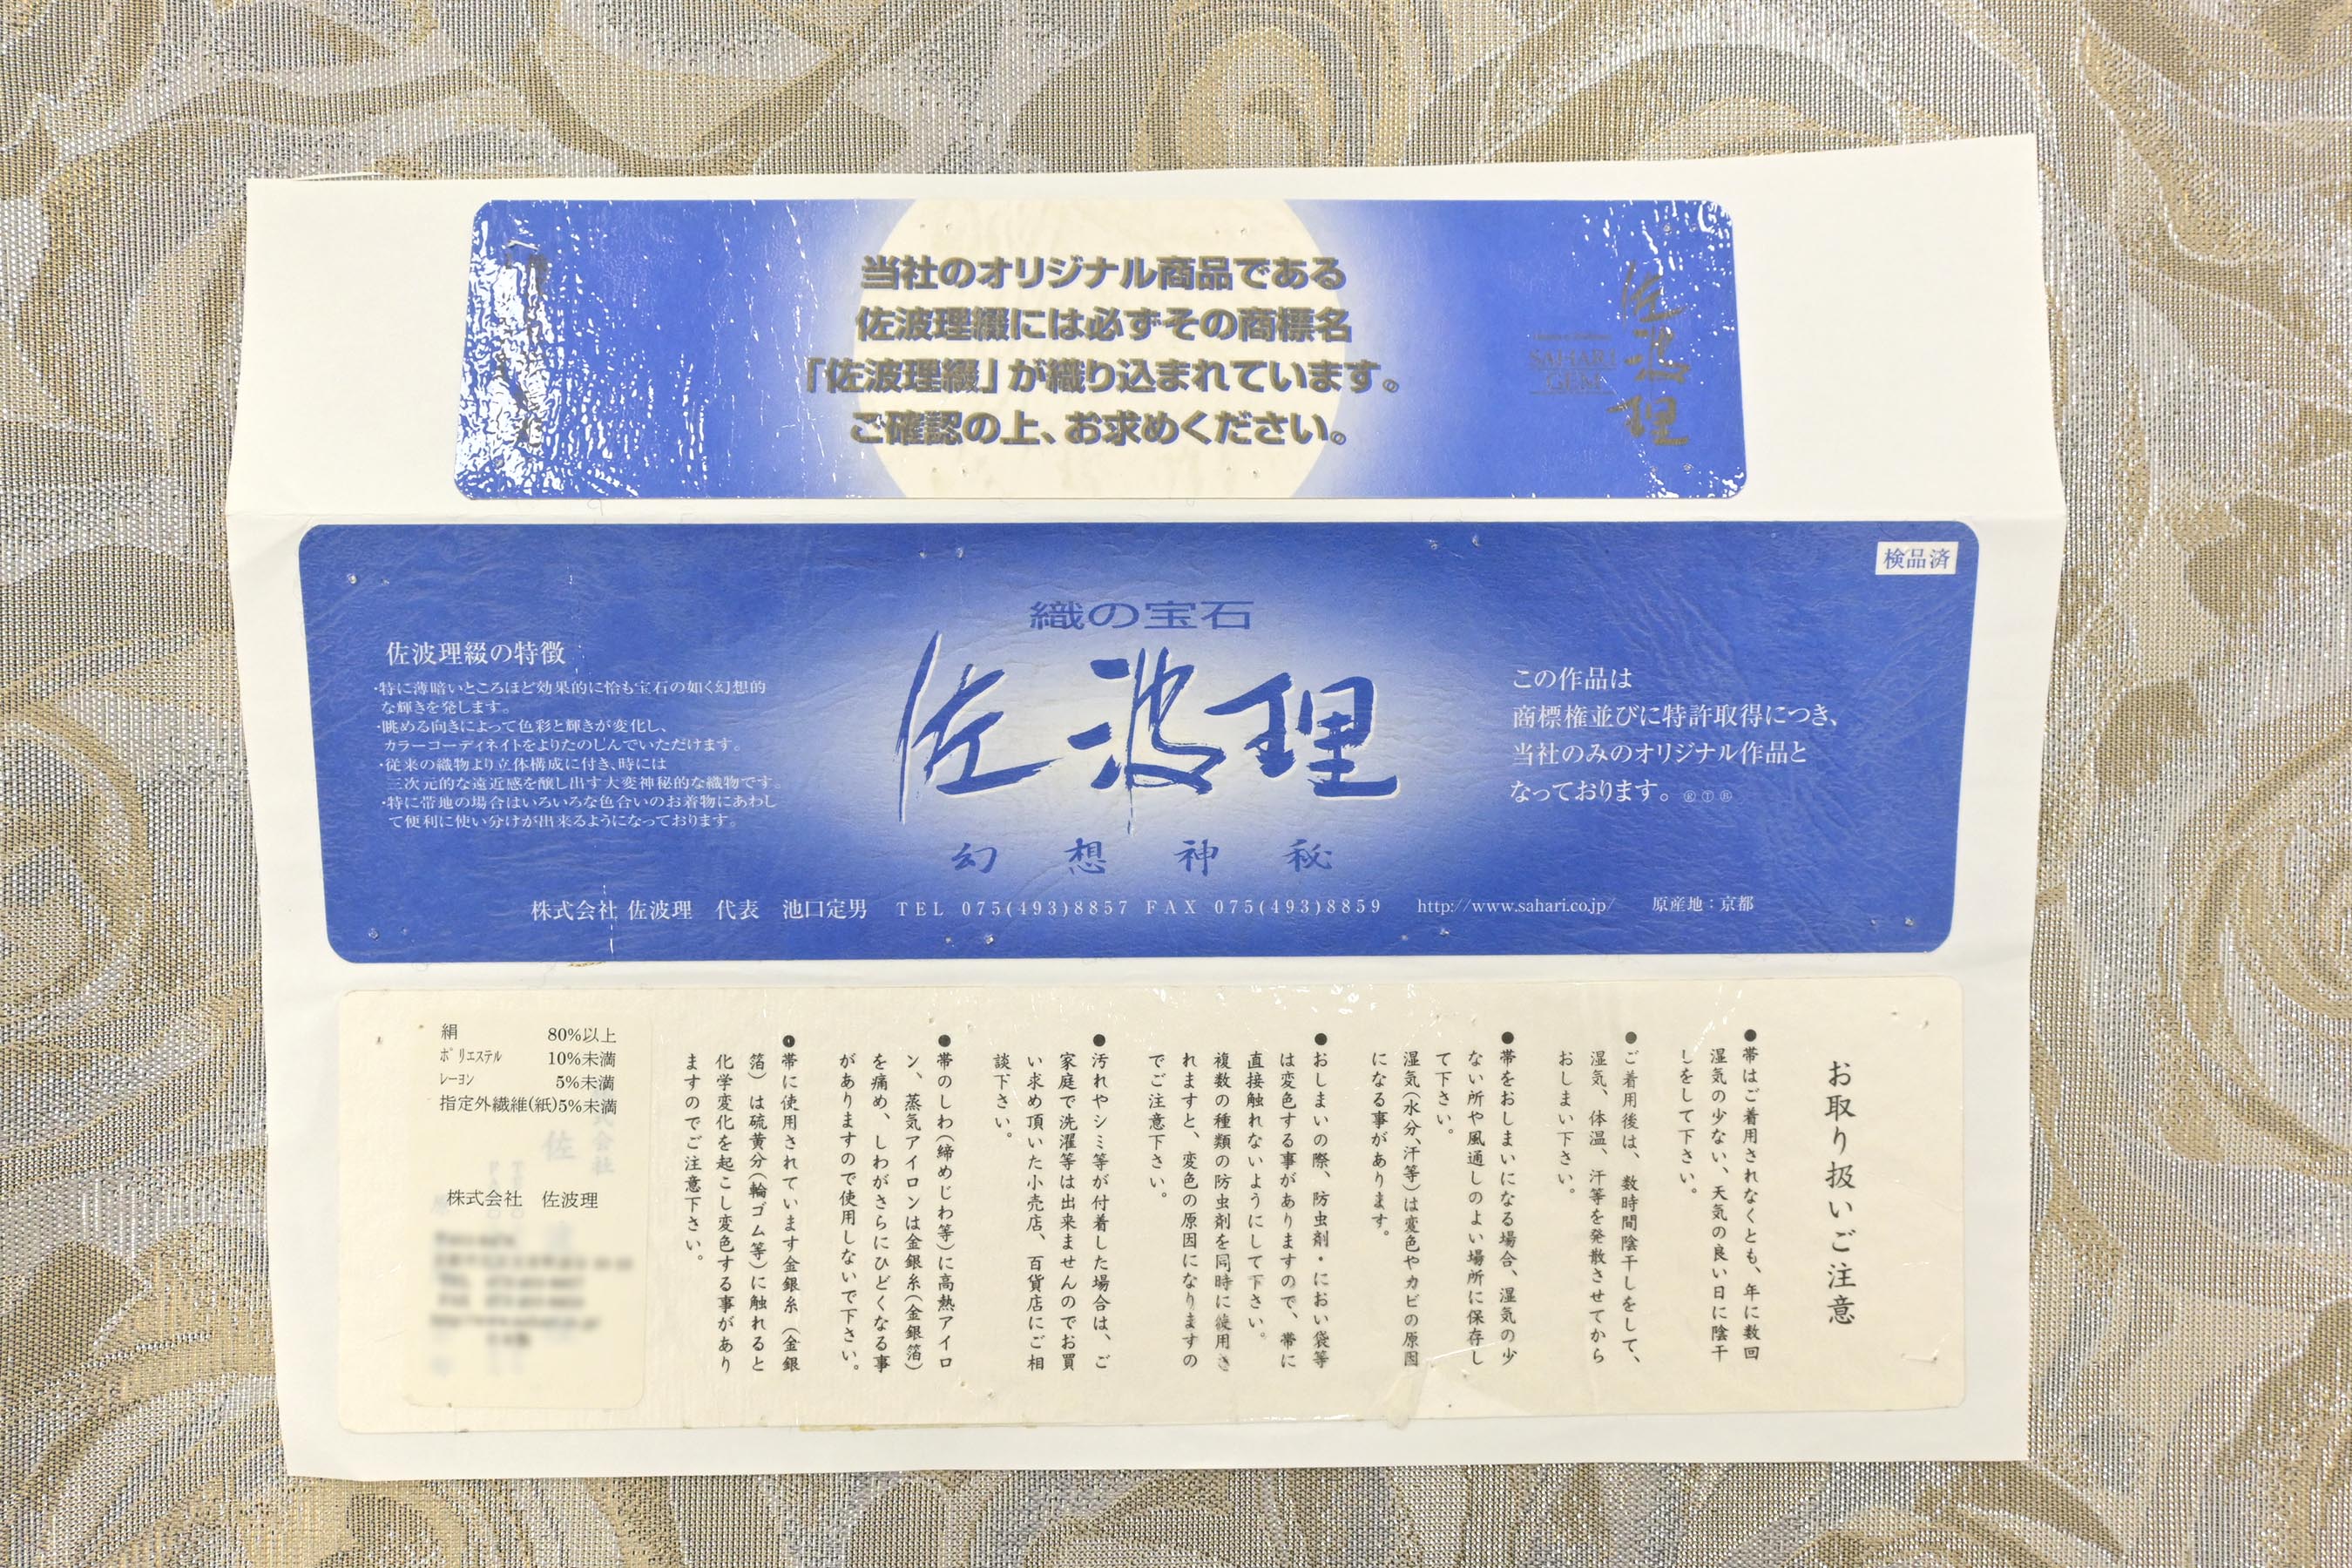 当社のオリジナル商品である
佐波理綴には必ずその商標名
「佐波理綴」が織り込まれています。
ご確認の上、お求めください。
佐波理
SAHARI
GEM
検品済
織の宝石
佐波理
幻想神秘
佐波理綴の特徴
・特に薄暗いところほど効果的に恰も宝石の如く幻想的
な輝きを発します。
・眺める向きによって色彩と輝きが変化し、
カラーコーディネイトをよりたのしんでいただけます。
・従来の織物より立体構成に付き、時には
三次元的な遠近感を醸し出す大変神秘的な織物です。
・特に帯地の場合はいろいろな色合いのお着物にあわし
て便利に使い分けが出来るようになっております。
この作品は
商標権並びに特許取得につき、
当社のみのオリジナル作品と
なっております。
株式会社 佐波理 代表 池口定男 TEL 075(493)8857 FAX 075(493)8859 http://www.sahari.co.jp/ 原産地：京都
お取り扱いご注意
●帯はご着用されなくとも、年に数回
湿気の少ない、天気の良い日に陰干
しをして下さい。
●ご着用後は、数時間陰干しをして、
湿気、体温、汗等を発散させてから
おしまい下さい。
●帯をおしまいになる場合、湿気の少
ない所や風通しのよい場所に保存し
て下さい。
湿気(水分、汗等)は変色やカビの原因
になる事があります。
●おしまいの際、防虫剤・におい袋等
は変色する事がありますので、帯に
直接触れないようにして下さい。
複数の種類の防虫剤を同時に使用さ
れますと、変色の原因になりますの
でご注意下さい。
●汚れやシミ等が付着した場合は、ご
家庭で洗濯等は出来ませんのでお買
い求め頂いた小売店、百貨店にご相
談下さい。
●帯のしわ(締めじわ等)に高熱アイロ
ン、蒸気アイロンは金銀糸(金銀箔)
を痛め、しわがさらにひどくなる事
がありますので使用しないで下さい。
●帯に使用されています金銀糸(金銀
箔)は硫黄分(輪ゴム等)に触れると
化学変化を起こし変色する事があり
ますのでご注意下さい。
絹 80%以上
ポリエステル 10%未満
レーヨン 5%未満
指定外繊維(紙)5%未満
株式会社 佐波理